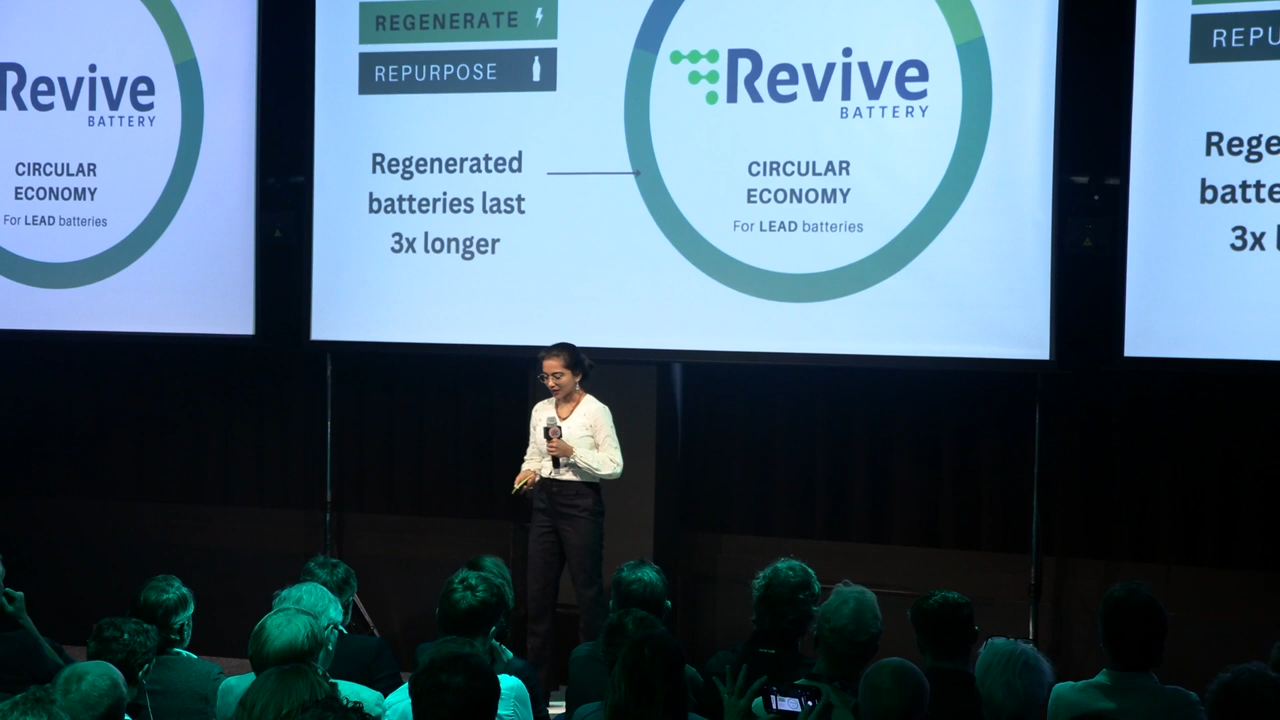 Revive
BATTERY
CIRCULAR
ECONOMY
For LEAD batteries
REGENERATE
REPURPOSE
Regenerated
batteries last
3x longer
Revive
BATTERY
CIRCULAR
ECONOMY
For LEAD batteries
REPU
Rege
batte
3x l